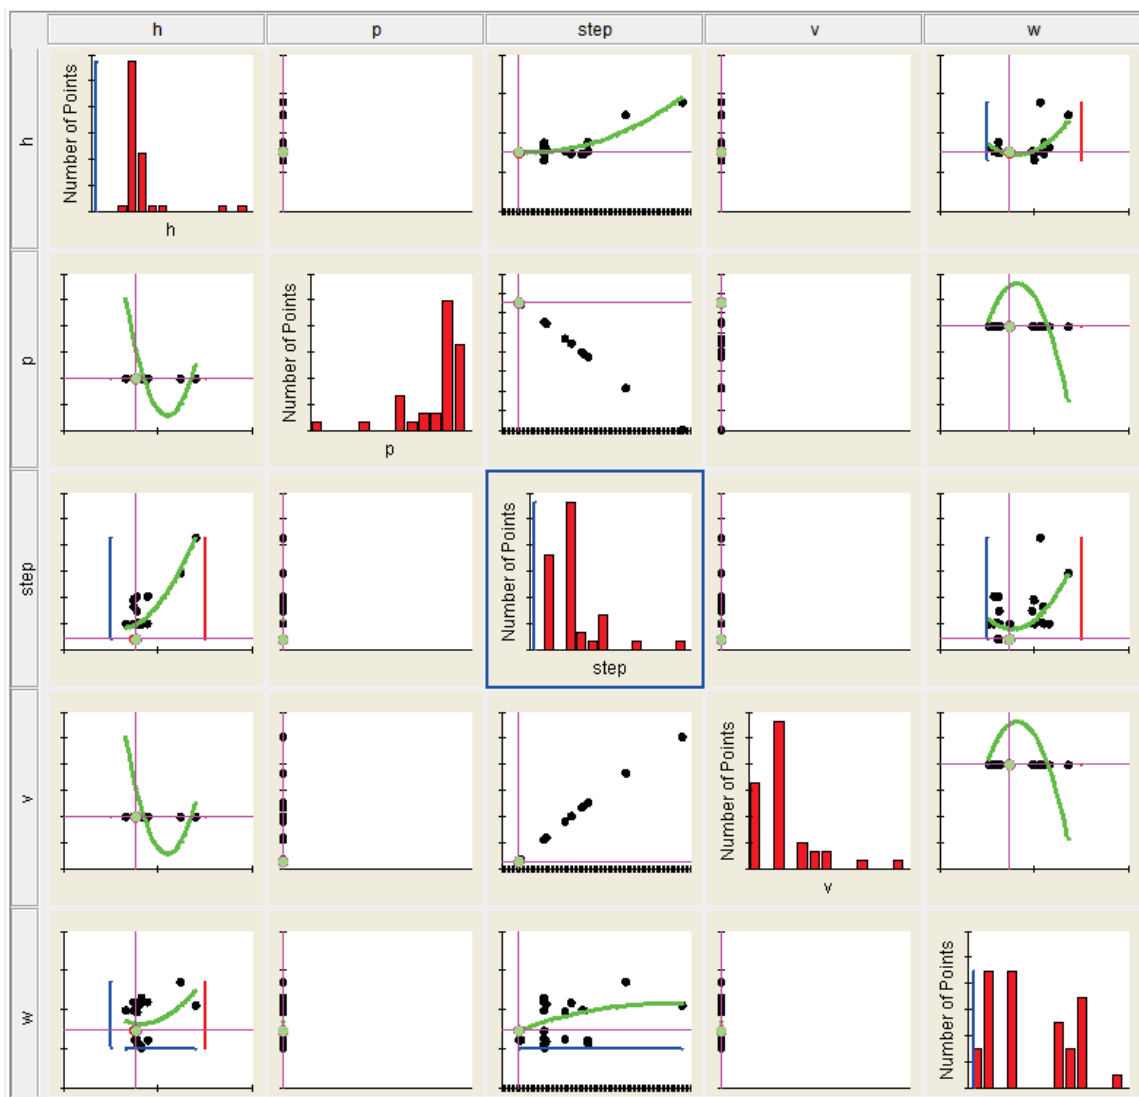 h p step v w
h
Number of Points
h
p
Number of Points
p
step
Number of Points
step
v
Number of Points
v
w
Number of Points
w